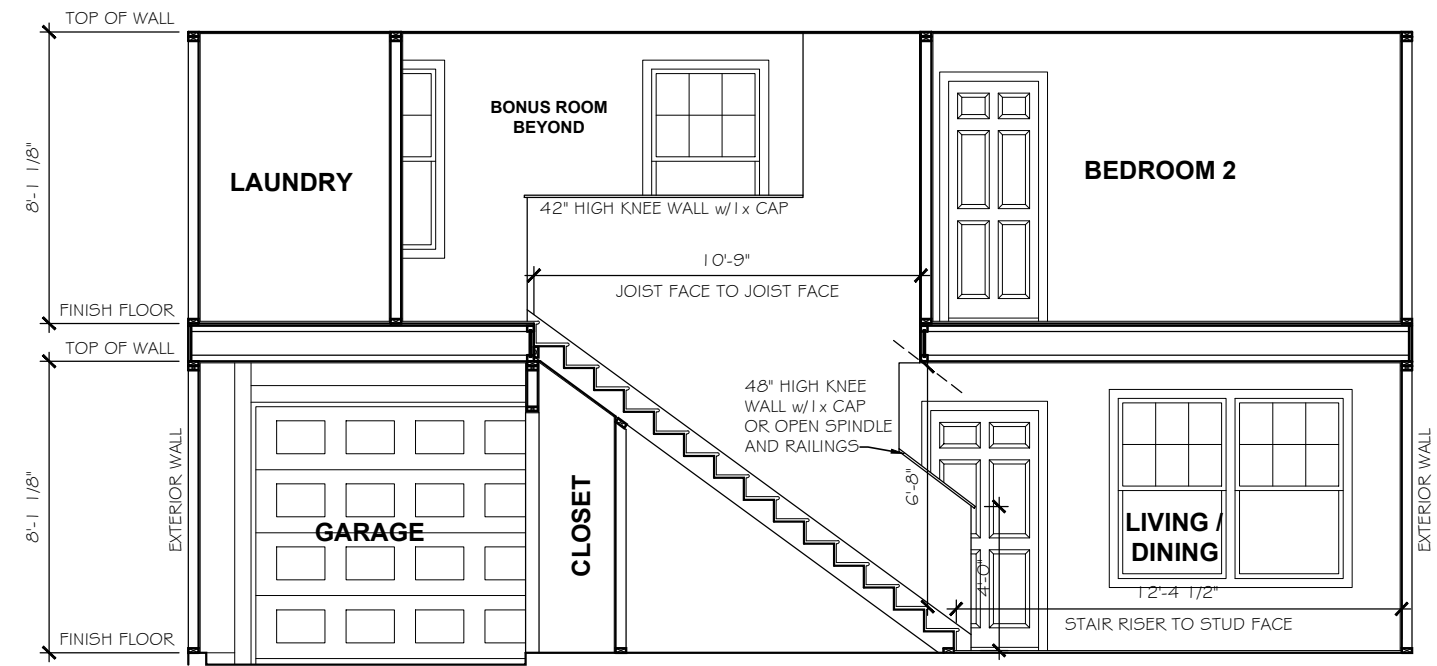 TOP OF WALL
BONUS ROOM
BEYOND
LAUNDRY
BEDROOM 2
8'-1 1/8"
42" HIGH KNEE WALL w/1x CAP
10'-9"
JOIST FACE TO JOIST FACE
FINISH FLOOR
TOP OF WALL
48" HIGH KNEE
WALL w/1x CAP
OR OPEN SPINDLE
AND RAILINGS
6'-8"
EXTERIOR WALL
8'-1 1/8"
EXTERIOR WALL
GARAGE
CLOSET
LIVING /
DINING
4'-0"
12'-4 1/2"
STAIR RISER TO STUD FACE
FINISH FLOOR